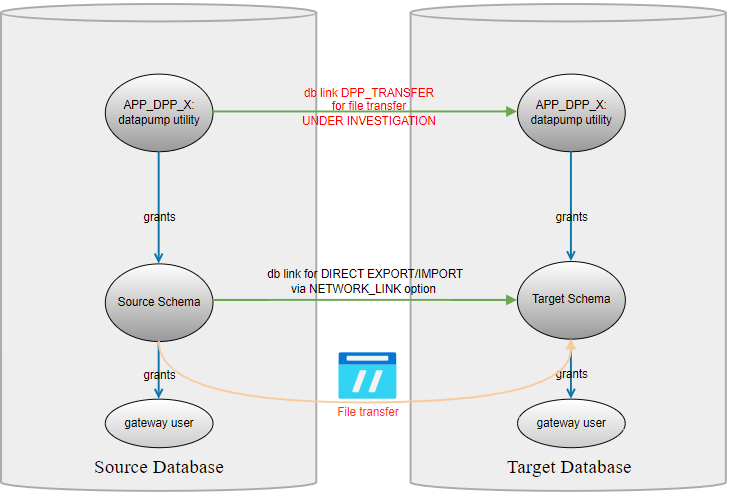 db link DPP_TRANSFER
for file transfer
UNDER INVESTIGATION
APP_DPP_X:
datapump utility
APP_DPP_X:
datapump utility
grants
grants
db link for DIRECT EXPORT/IMPORT
via NETWORK_LINK option
Source Schema
Target Schema
grants
grants
File transfer
gateway user
gateway user
Source Database
Target Database